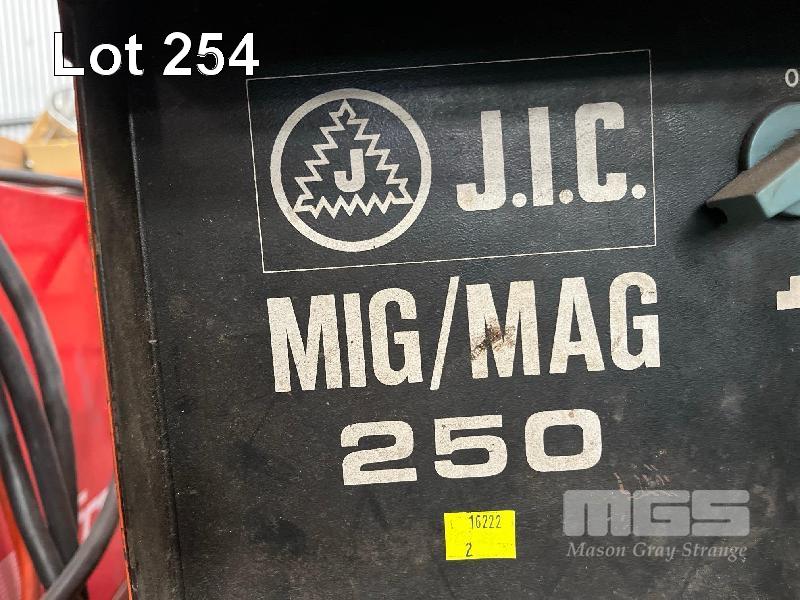 Lot 254
J
J.I.C.
MIG/MAG
250
16222
2
MGS
Mason Gray Strange